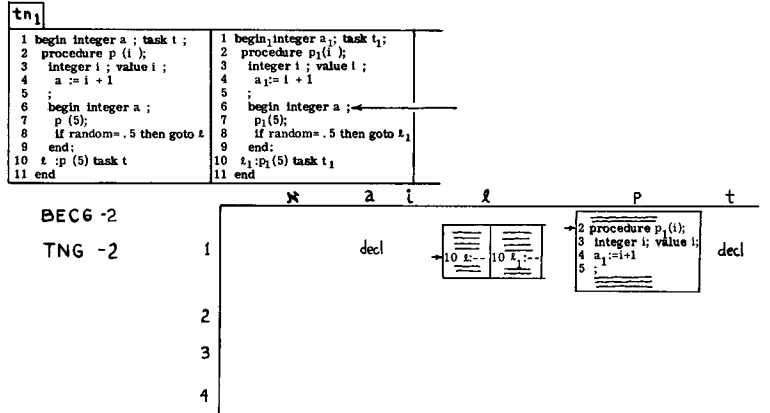 tn₁
1 begin integer a ; task t ;
2 procedure p (i );
3 integer i ; value i ;
4 a := i + 1
5 ;
6 begin integer a ;
7 p (5);
8 if random= . 5 then goto ℓ
9 end;
10 ℓ :p (5) task t
11 end
1 begin₁ integer a₁; task t₁;
2 procedure p₁(i );
3 integer i ; value i ;
4 a₁:= i + 1
5 ;
6 begin integer a ;
7 p₁(5);
8 if random= . 5 then goto ℓ₁
9 end;
10 ℓ₁ :p₁(5) task t₁
11 end
ℵ a i ℓ p t
BECG -2
TNG -2
1 decl
10 ℓ:-- 10 ℓ₁:--
2 procedure p₁(i);
3 integer i; value i;
4 a₁:=i+1
5 ;
decl
2
3
4